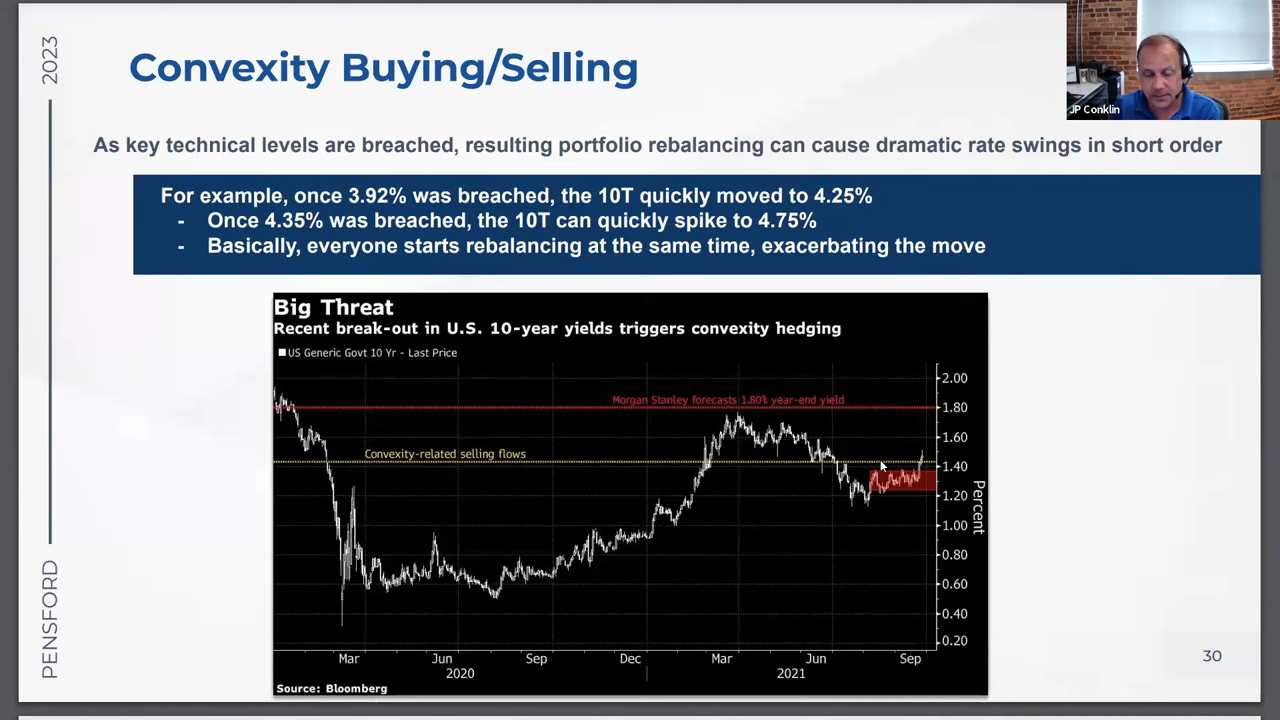 2023
PENSFORD
Convexity Buying/Selling
JP Conklin
As key technical levels are breached, resulting portfolio rebalancing can cause dramatic rate swings in short order
For example, once 3.92% was breached, the 10T quickly moved to 4.25%
- Once 4.35% was breached, the 10T can quickly spike to 4.75%
- Basically, everyone starts rebalancing at the same time, exacerbating the move
Big Threat
Recent break-out in U.S. 10-year yields triggers convexity hedging
US Generic Govt 10 Yr - Last Price
Morgan Stanley forecasts 1.80% year-end yield
Convexity-related selling flows
2.00
1.80
1.60
1.40
1.20
1.00
0.80
0.60
0.40
0.20
Percent
Mar Jun Sep Dec Mar Jun Sep
2020 2021
Source: Bloomberg
30